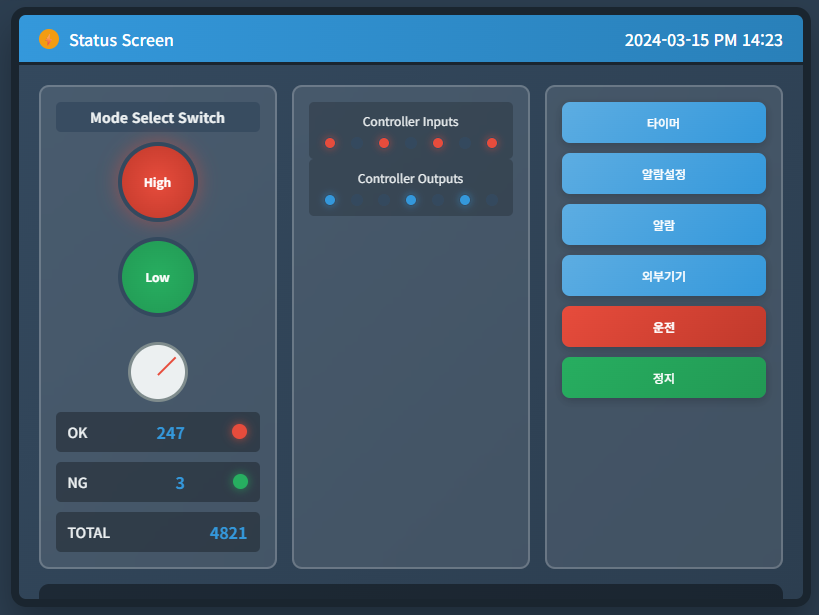 Status Screen
2024-03-15 PM 14:23
Mode Select Switch
High
Low
OK 247
NG 3
TOTAL 4821
Controller Inputs
Controller Outputs
타이머
알람설정
알람
외부기기
운전
정지